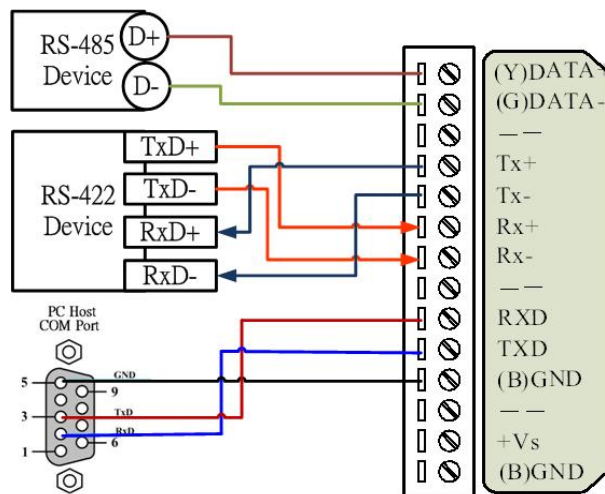 RS-485
Device
D+
D-
RS-422
Device
TxD+
TxD-
RxD+
RxD-
PC Host
COM Port
5
9
3
6
1
GND
TxD
RxD
(Y)DATA+
(G)DATA-
——
Tx+
Tx-
Rx+
Rx-
——
RXD
TXD
(B)GND
——
+Vs
(B)GND